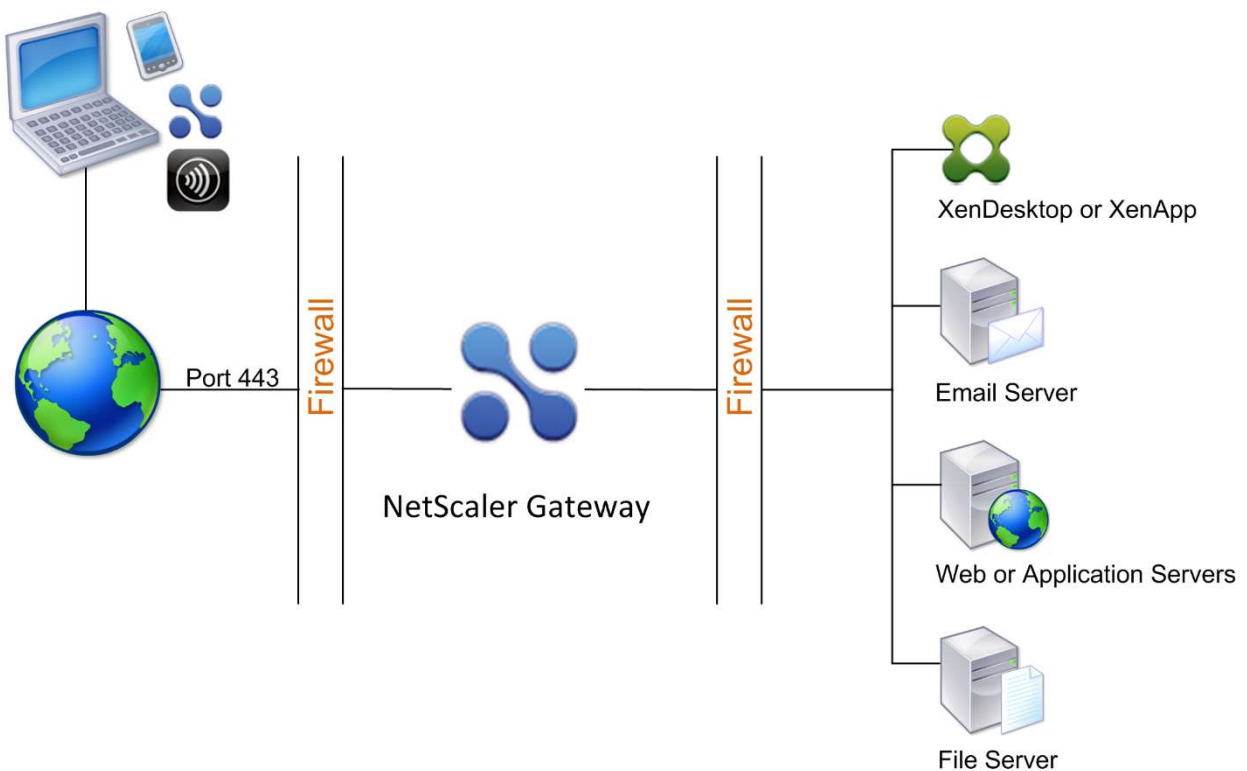 Port 443
Firewall
NetScaler Gateway
Firewall
XenDesktop or XenApp
Email Server
Web or Application Servers
File Server